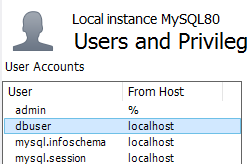 Local instance MySQL80
Users and Privileg
User Accounts
User From Host
admin %
dbuser localhost
mysql.infoschema localhost
mysql.session localhost